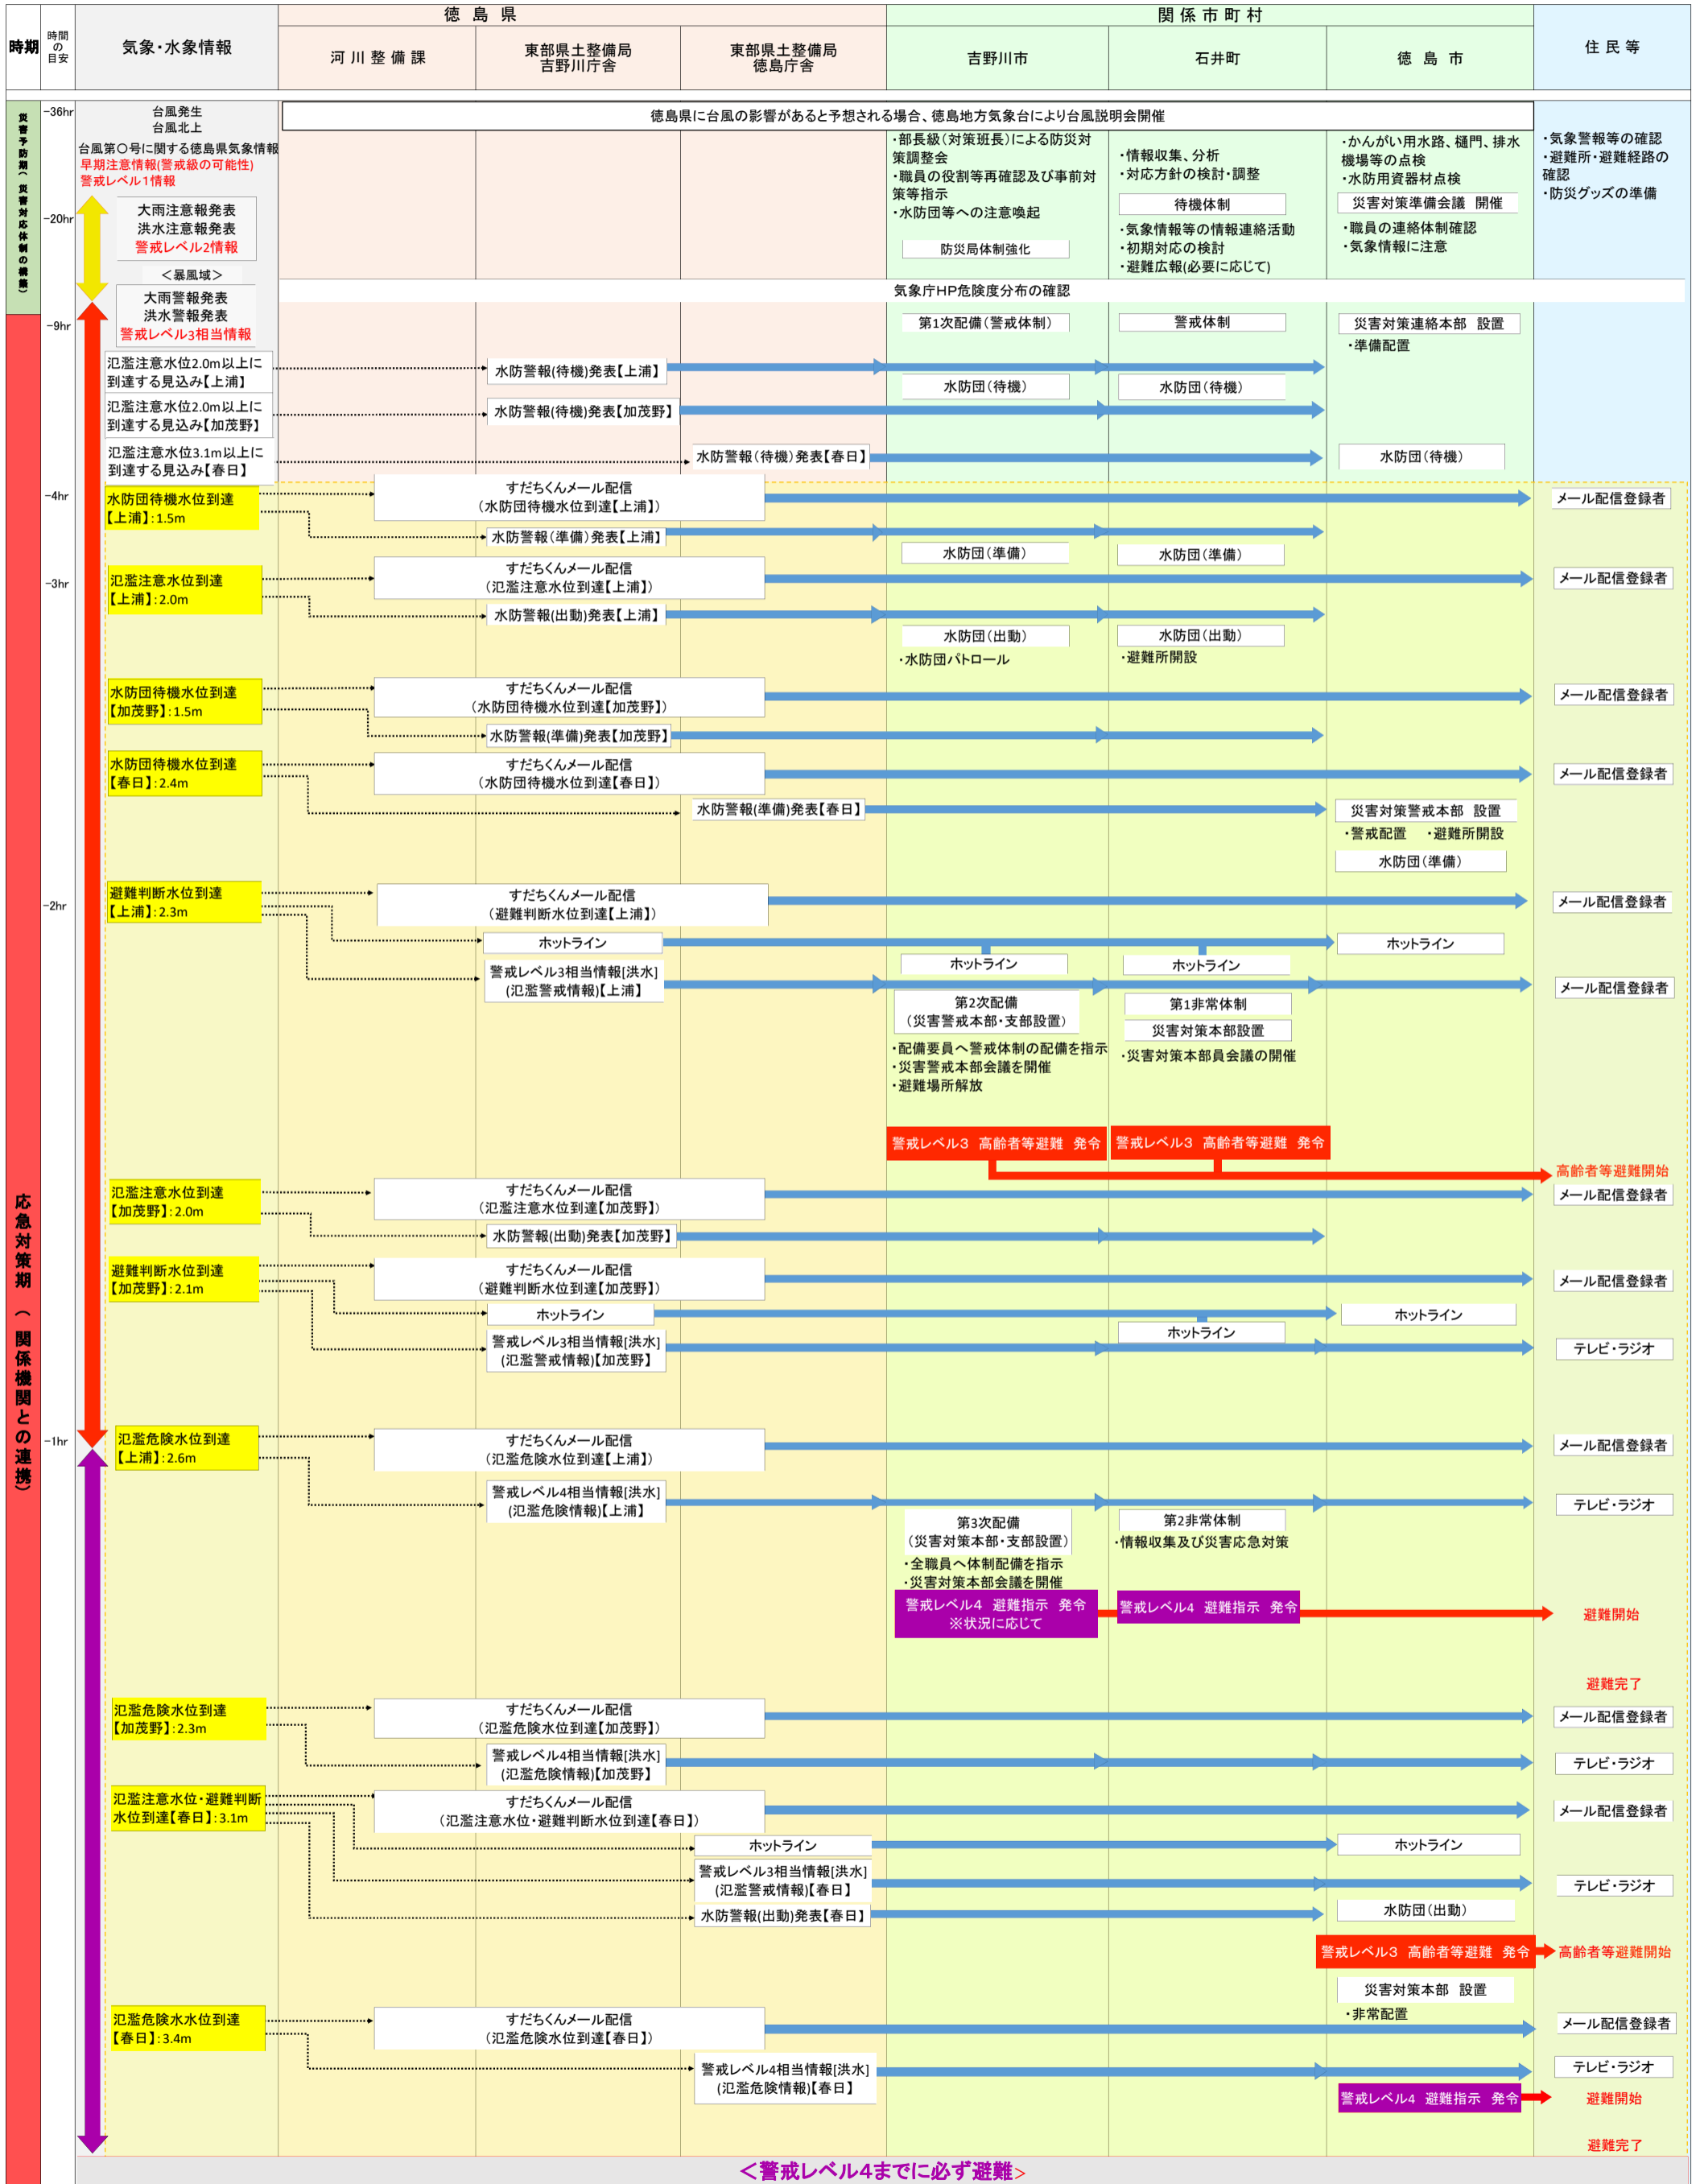 徳島県
関係市町村
時期
時間
の
目安
気象・水象情報
河川整備課
東部県土整備局
吉野川庁舎
東部県土整備局
徳島庁舎
吉野川市
石井町
徳島市
住民等
災害予防期（災害対応体制の構築）
-36hr
台風発生
台風北上
台風第〇号に関する徳島県気象情報
早期注意情報(警戒級の可能性)
警戒レベル1情報
徳島県に台風の影響があると予想される場合、徳島地方気象台により台風説明会開催
・部長級（対策班長）による防災対
策調整会
・職員の役割等再確認及び事前対
策等指示
・水防団等への注意喚起
防災局体制強化
・情報収集、分析
・対応方針の検討・調整
待機体制
・気象情報等の情報連絡活動
・初期対応の検討
・避難広報(必要に応じて)
・かんがい用水路、樋門、排水
機場等の点検
・水防用資器材点検
災害対策準備会議 開催
・職員の連絡体制確認
・気象情報に注意
・気象警報等の確認
・避難所・避難経路の
確認
・防災グッズの準備
-20hr
大雨注意報発表
洪水注意報発表
警戒レベル2情報
＜暴風域＞
大雨警報発表
洪水警報発表
警戒レベル3相当情報
気象庁HP危険度分布の確認
応急対策期（関係機関との連携）
-9hr
第1次配備（警戒体制）
警戒体制
災害対策連絡本部 設置
・準備配置
氾濫注意水位2.0m以上に
到達する見込み【上浦】
水防警報(待機)発表【上浦】
水防団（待機）
水防団（待機）
氾濫注意水位2.0m以上に
到達する見込み【加茂野】
水防警報(待機)発表【加茂野】
氾濫注意水位3.1m以上に
到達する見込み【春日】
水防警報（待機）発表【春日】
水防団（待機）
-4hr
水防団待機水位到達
【上浦】：1.5m
すだちくんメール配信
（水防団待機水位到達【上浦】）
メール配信登録者
水防警報（準備）発表【上浦】
水防団（準備）
水防団（準備）
-3hr
氾濫注意水位到達
【上浦】：2.0m
すだちくんメール配信
（氾濫注意水位到達【上浦】）
メール配信登録者
水防警報(出動)発表【上浦】
水防団（出動）
・水防団パトロール
水防団（出動）
・避難所開設
水防団待機水位到達
【加茂野】：1.5m
すだちくんメール配信
（水防団待機水位到達【加茂野】）
メール配信登録者
水防警報(準備)発表【加茂野】
水防団待機水位到達
【春日】：2.4m
すだちくんメール配信
（水防団待機水位到達【春日】）
メール配信登録者
水防警報(準備)発表【春日】
災害対策警戒本部 設置
・警戒配置 ・避難所開設
水防団（準備）
-2hr
避難判断水位到達
【上浦】：2.3m
すだちくんメール配信
（避難判断水位到達【上浦】）
メール配信登録者
ホットライン
ホットライン
ホットライン
ホットライン
警戒レベル3相当情報[洪水]
(氾濫警戒情報)【上浦】
メール配信登録者
第2次配備
（災害警戒本部・支部設置）
・配備要員へ警戒体制の配備を指示
・災害警戒本部会議を開催
・避難場所解放
第1非常体制
災害対策本部設置
・災害対策本部員会議の開催
警戒レベル３ 高齢者等避難 発令
警戒レベル３ 高齢者等避難 発令
高齢者等避難開始
氾濫注意水位到達
【加茂野】：2.0m
すだちくんメール配信
（氾濫注意水位到達【加茂野】）
メール配信登録者
水防警報(出動)発表【加茂野】
避難判断水位到達
【加茂野】：2.1m
すだちくんメール配信
（避難判断水位到達【加茂野】）
メール配信登録者
ホットライン
ホットライン
ホットライン
警戒レベル3相当情報[洪水]
(氾濫警戒情報)【加茂野】
テレビ・ラジオ
-1hr
氾濫危険水位到達
【上浦】：2.6m
すだちくんメール配信
（氾濫危険水位到達【上浦】）
メール配信登録者
警戒レベル4相当情報[洪水]
(氾濫危険情報)【上浦】
テレビ・ラジオ
第3次配備
（災害対策本部・支部設置）
・全職員へ体制配備を指示
・災害対策本部会議を開催
第2非常体制
・情報収集及び災害応急対策
警戒レベル４ 避難指示 発令
※状況に応じて
警戒レベル4 避難指示 発令
避難開始
避難完了
氾濫危険水位到達
【加茂野】：2.3m
すだちくんメール配信
（氾濫危険水位到達【加茂野】）
メール配信登録者
警戒レベル4相当情報[洪水]
(氾濫危険情報)【加茂野】
テレビ・ラジオ
氾濫注意水位・避難判断
水位到達【春日】：3.1m
すだちくんメール配信
（氾濫注意水位・避難判断水位到達【春日】）
メール配信登録者
ホットライン
ホットライン
警戒レベル3相当情報[洪水]
(氾濫警戒情報)【春日】
テレビ・ラジオ
水防警報(出動)発表【春日】
水防団（出動）
警戒レベル３ 高齢者等避難 発令
高齢者等避難開始
災害対策本部 設置
・非常配置
氾濫危険水水位到達
【春日】：3.4m
すだちくんメール配信
（氾濫危険水位到達【春日】）
メール配信登録者
警戒レベル4相当情報[洪水]
(氾濫危険情報)【春日】
テレビ・ラジオ
警戒レベル4 避難指示 発令
避難開始
避難完了
＜警戒レベル４までに必ず避難＞